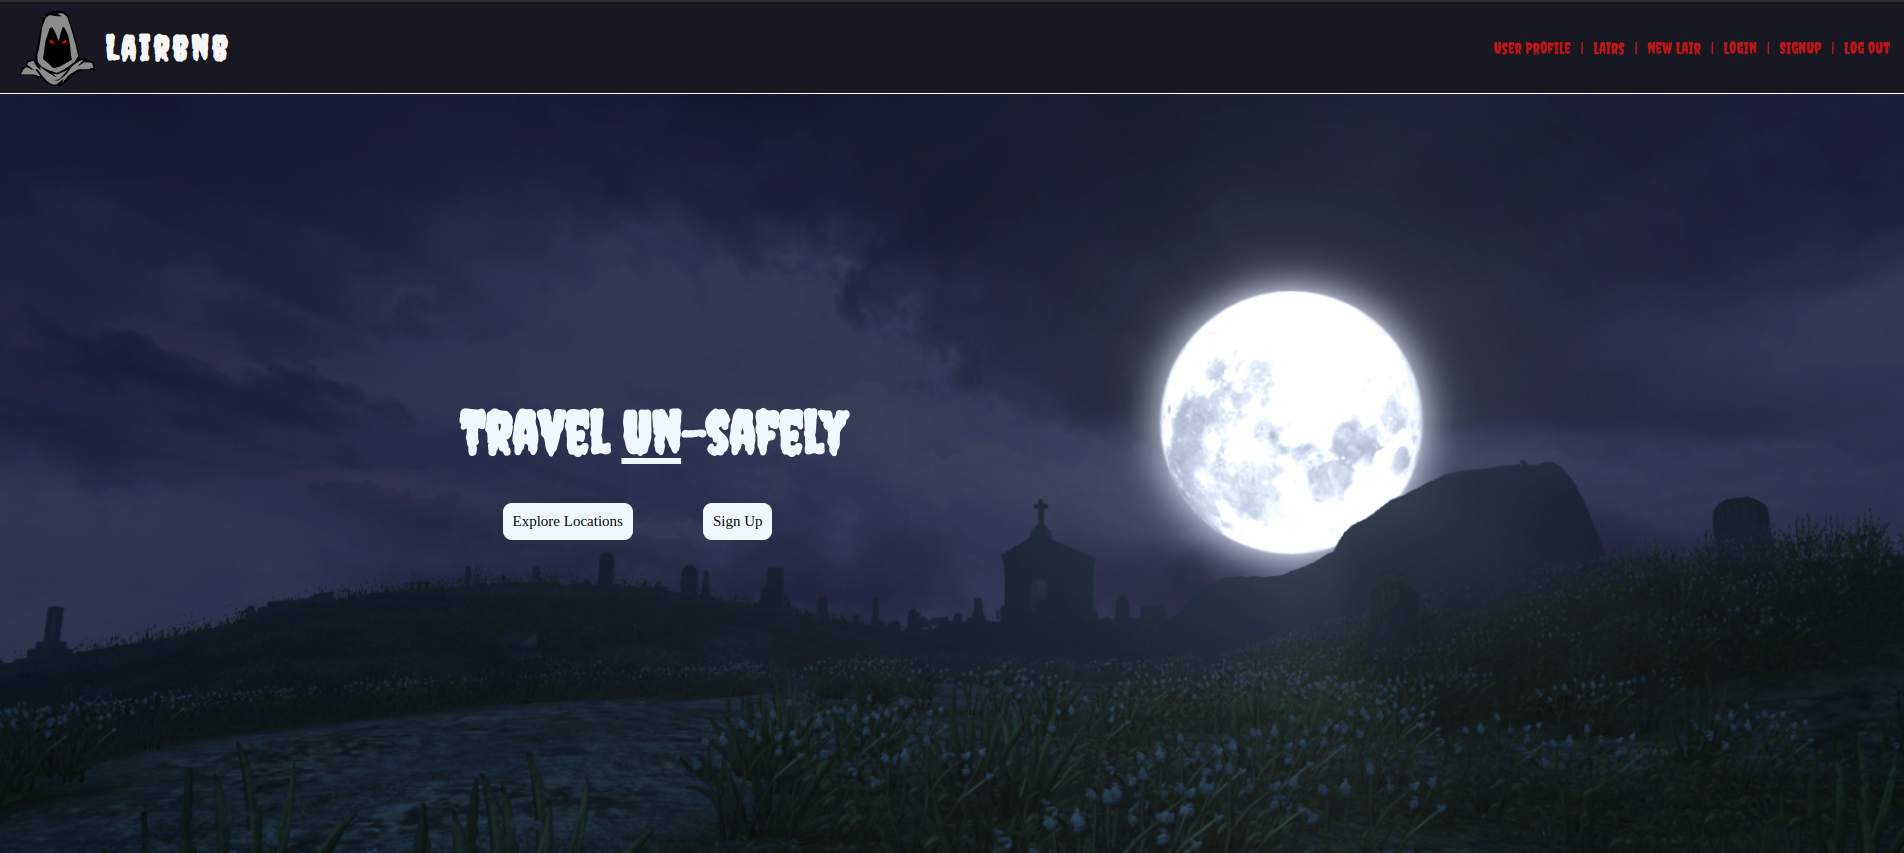 LAIRBNB
USER PROFILE | LAIRS | NEW LAIR | LOGIN | SIGNUP | LOG OUT
TRAVEL UN-SAFELY
Explore Locations
Sign Up